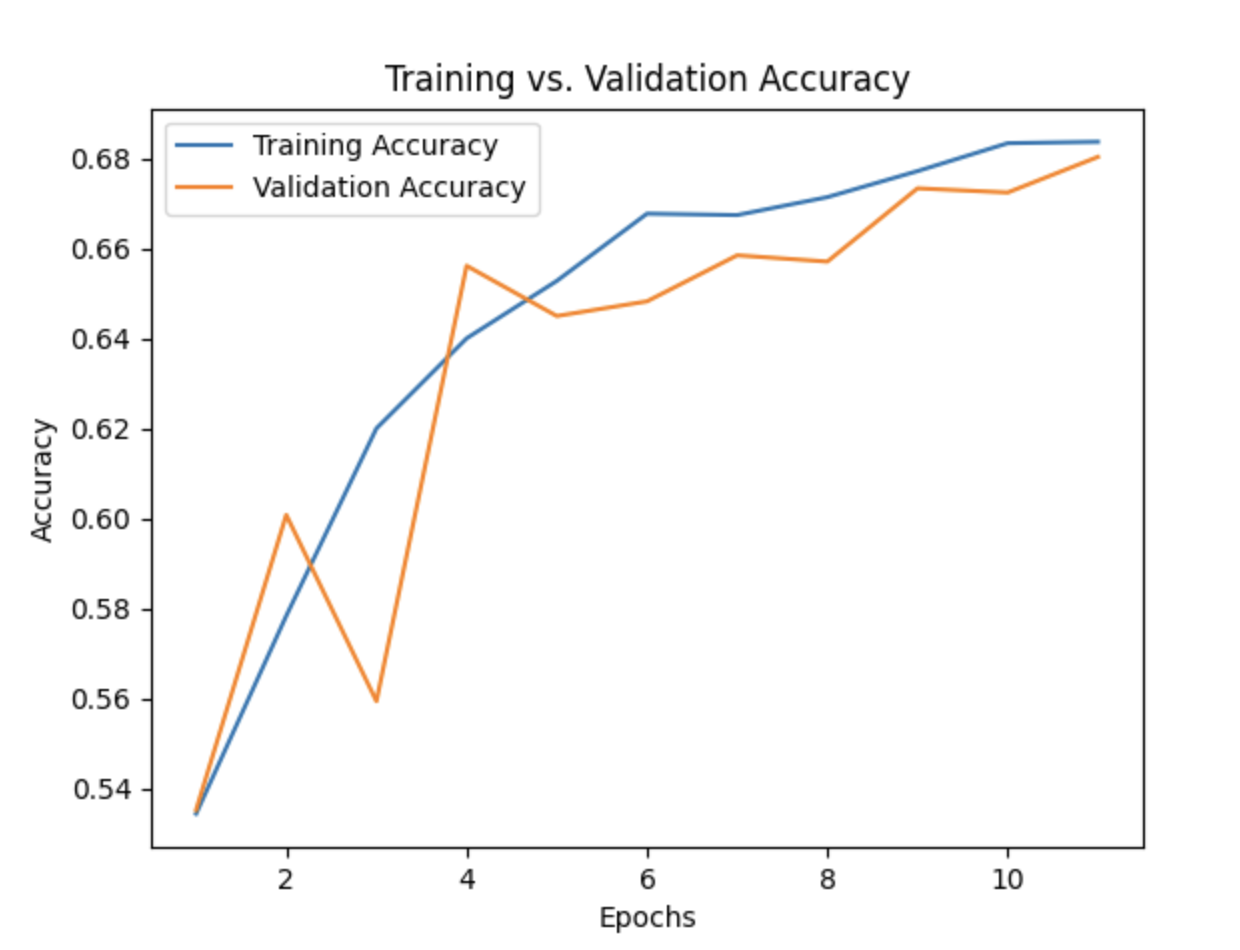 Training vs. Validation Accuracy
Training Accuracy
Validation Accuracy
0.68
0.66
0.64
0.62
0.60
0.58
0.56
0.54
Accuracy
2 4 6 8 10
Epochs